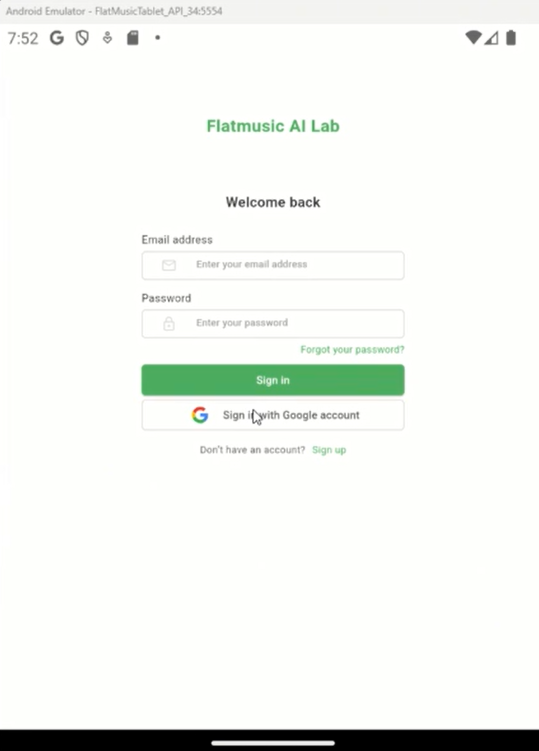 Android Emulator - FlatMusicTablet_API_34:5554
7:52 G
Flatmusic AI Lab
Welcome back
Email address
Enter your email address
Password
Enter your password
Forgot your password?
Sign in
Sign in with Google account
Don't have an account? Sign up